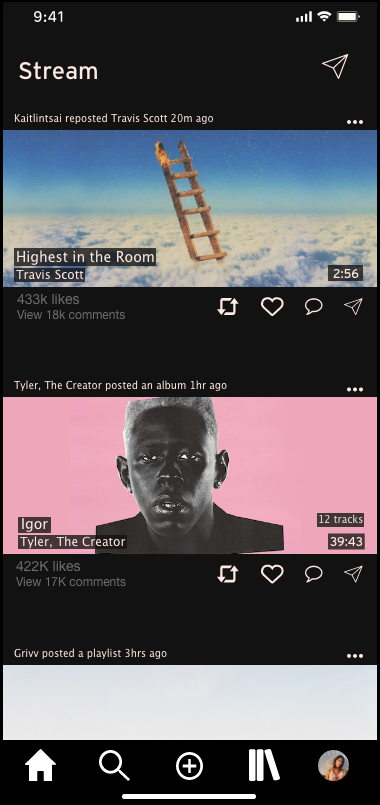 9:41
Stream
Kaitlintsai reposted Travis Scott 20m ago
Highest in the Room
Travis Scott
2:56
433k likes
View 18k comments
Tyler, The Creator posted an album 1hr ago
Igor
12 tracks
Tyler, The Creator
39:43
422K likes
View 17K comments
Grivv posted a playlist 3hrs ago